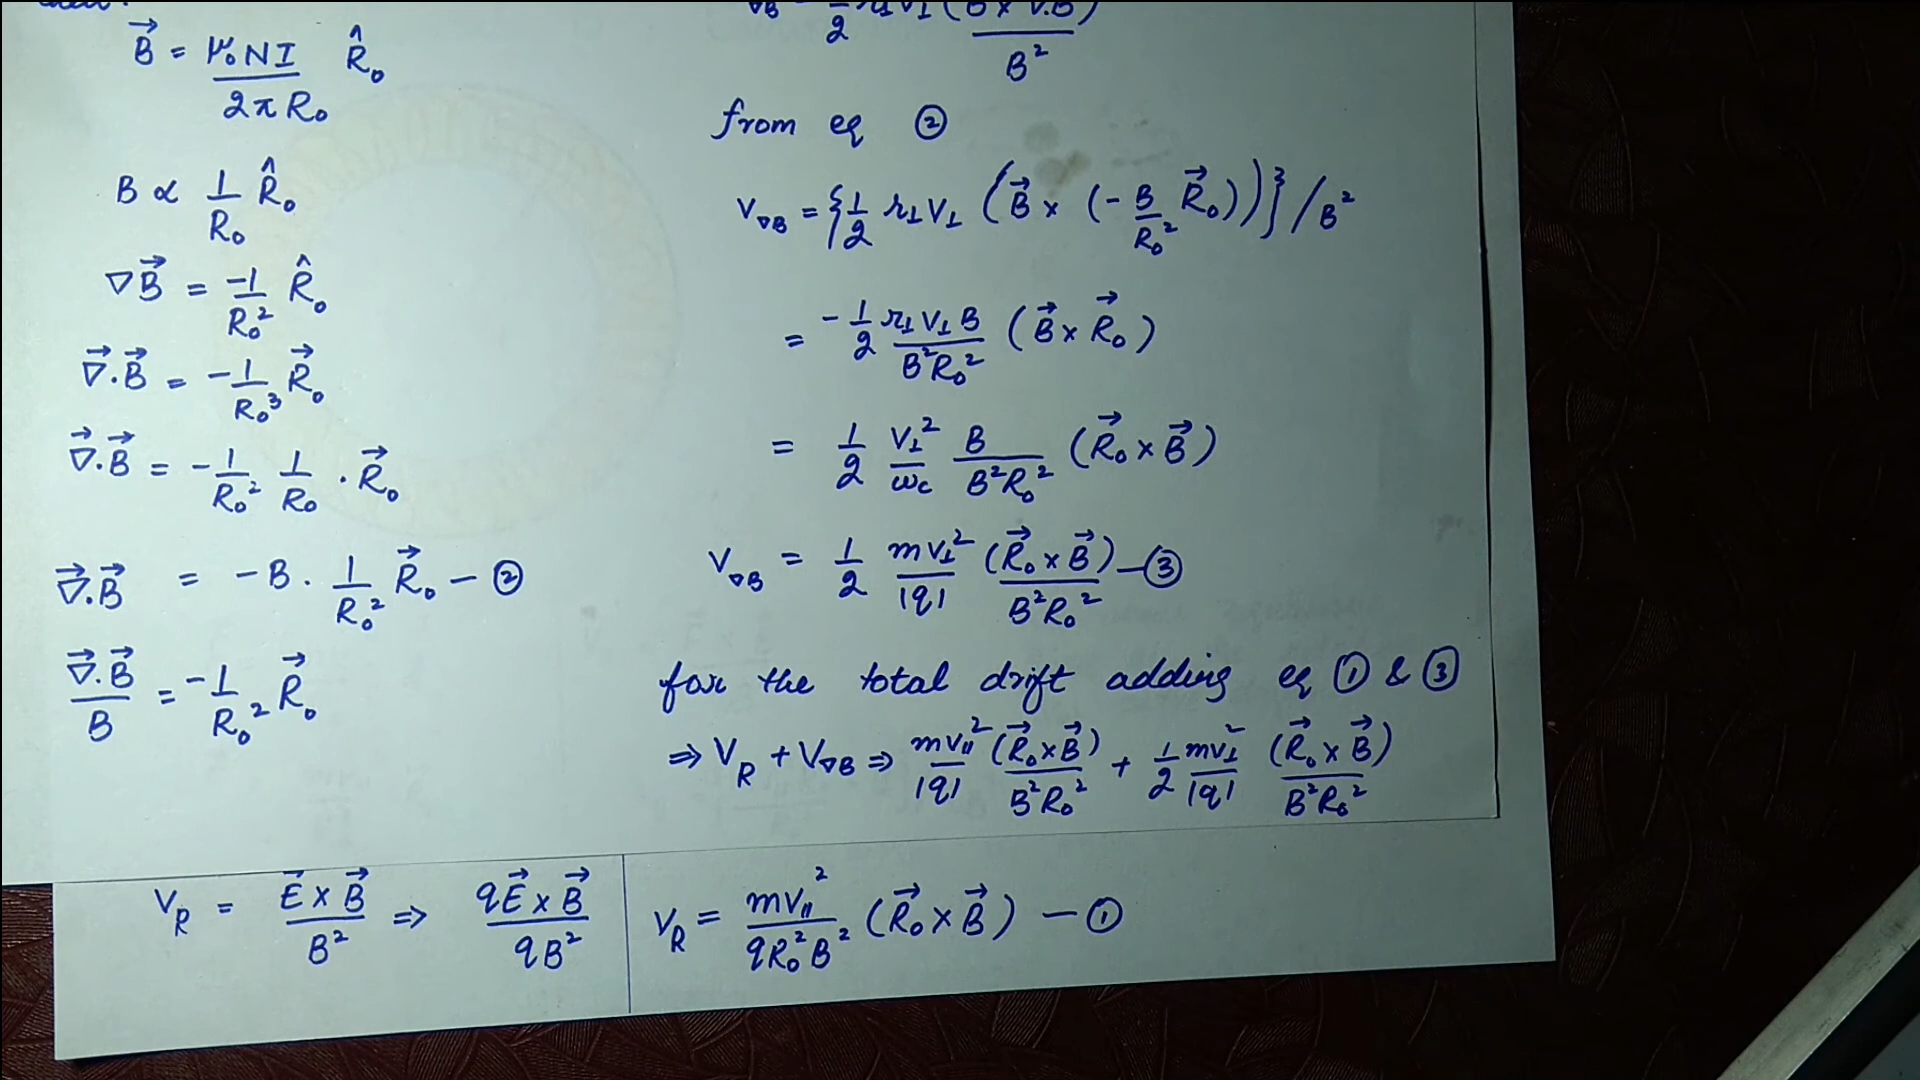 B⃗ = μ₀NI / 2πR₀ R̂₀
B ∝ 1/R₀ R̂₀
∇B⃗ = -1/R₀² R̂₀
∇⃗.B⃗ = -1/R₀³ R⃗₀
∇⃗.B⃗ = -1/R₀² 1/R₀ . R⃗₀
∇⃗.B⃗ = -B . 1/R₀² R⃗₀ - ②
∇⃗.B⃗ / B = -1/R₀² R⃗₀
from eq ②
V∇B = {1/2 r⊥V⊥ (B⃗ × (-B/R₀² R⃗₀))} / B²
= -1/2 r⊥V⊥B / B²R₀² (B⃗ × R⃗₀)
= 1/2 V⊥²/ωc B / B²R₀² (R⃗₀ × B⃗)
V∇B = 1/2 mV⊥²/|q| (R⃗₀ × B⃗) / B²R₀² - ③
for the total drift adding eq ① & ③
⇒ VR + V∇B ⇒ mV∥²/|q| (R⃗₀ × B⃗) / B²R₀² + 1/2 mV⊥²/|q| (R⃗₀ × B⃗) / B²R₀²
VR = E⃗ × B⃗ / B² ⇒ qE⃗ × B⃗ / qB²
VR = mV∥² / qR₀²B² (R⃗₀ × B⃗) - ①